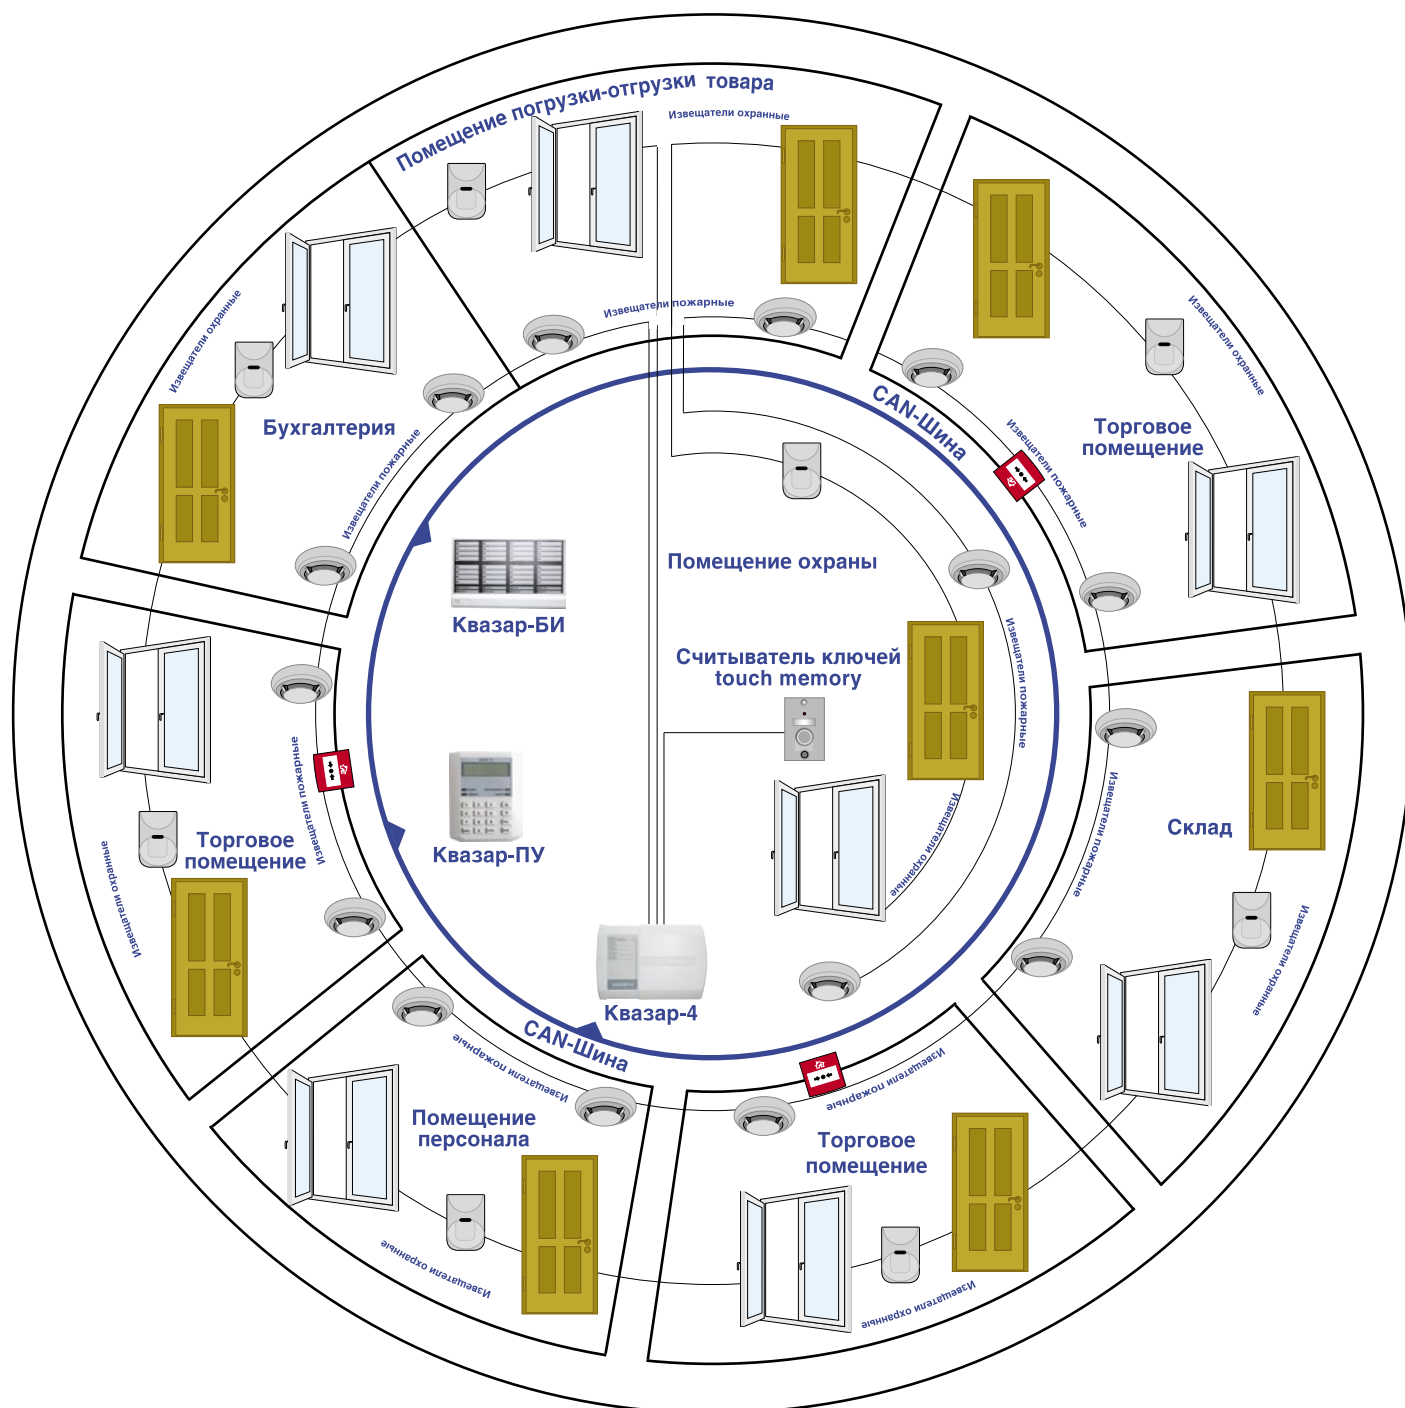 Помещение погрузки-отгрузки товара
Извещатели охранные
Извещатели пожарные
Извещатели охранные
Бухгалтерия
Извещатели пожарные
CAN-Шина
Извещатели охранные
Торговое
помещение
Извещатели пожарные
Помещение охраны
Квазар-БИ
Считыватель ключей
touch memory
Извещатели пожарные
Извещатели охранные
Квазар-ПУ
Квазар-4
CAN-Шина
Извещатели пожарные
Торговое
помещение
Извещатели охранные
Извещатели пожарные
Склад
Извещатели охранные
Извещатели пожарные
Помещение
персонала
Извещатели охранные
Извещатели пожарные
Торговое
помещение
Извещатели охранные